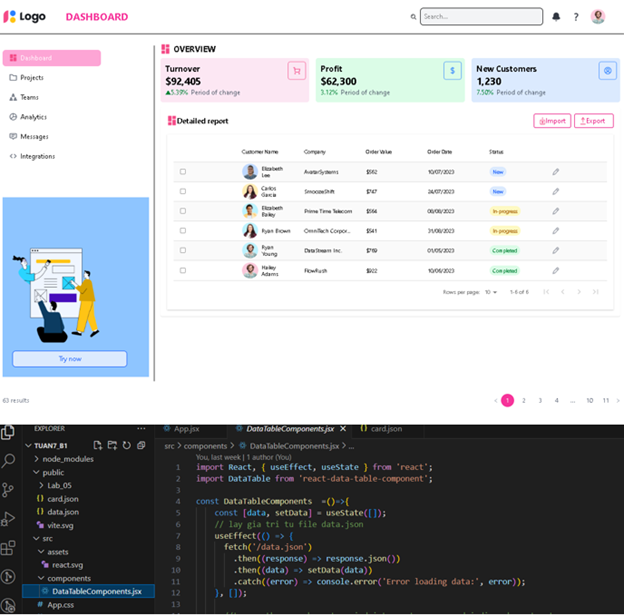 Logo DASHBOARD Search... ?
Dashboard
Projects
Teams
Analytics
Messages
Integrations
Try now
63 results
OVERVIEW
Turnover
$92,405
▲5.39% Period of change
$
Profit
$62,300
3.12% Period of change
New Customers
1,230
7.50% Period of change
Detailed report Import Export
Customer Name Company Order Value Order Date Status
Elizabeth Lee AvatarSystems $562 10/07/2023 New
Carlos Garcia SmoozeShift $747 24/07/2023 New
Elizabeth Bailey Prime Time Telecom $564 08/08/2023 In-progress
Ryan Brown OmniTech Corpor... $541 31/08/2023 In-progress
Ryan Young DataStream Inc. $769 01/05/2023 Completed
Hailey Adams FlowRush $922 10/06/2023 Completed
Rows per page: 10 1-6 of 6
< 1 2 3 4 ... 10 11 >
EXPLORER ...
TUAN7_B1
node_modules
public
Lab_05
{} card.json
{} data.json
vite.svg
src
assets
react.svg
components
DataTableComponents.jsx
App.css
App.jsx DataTableComponents.jsx × {} card.json
src > components > DataTableComponents.jsx > ...
You, last week | 1 author (You)
1 import React, { useEffect, useState } from 'react';
2 import DataTable from 'react-data-table-component';
3
4 const DataTableComponents =()=>{
5 const [data, setData] = useState([]);
6 // lay gia tri tu file data.json
7 useEffect(() => {
8 fetch('/data.json')
9 .then((response) => response.json())
10 .then((data) => setData(data))
11 .catch((error) => console.error('Error loading data:', error));
12 }, []);
13